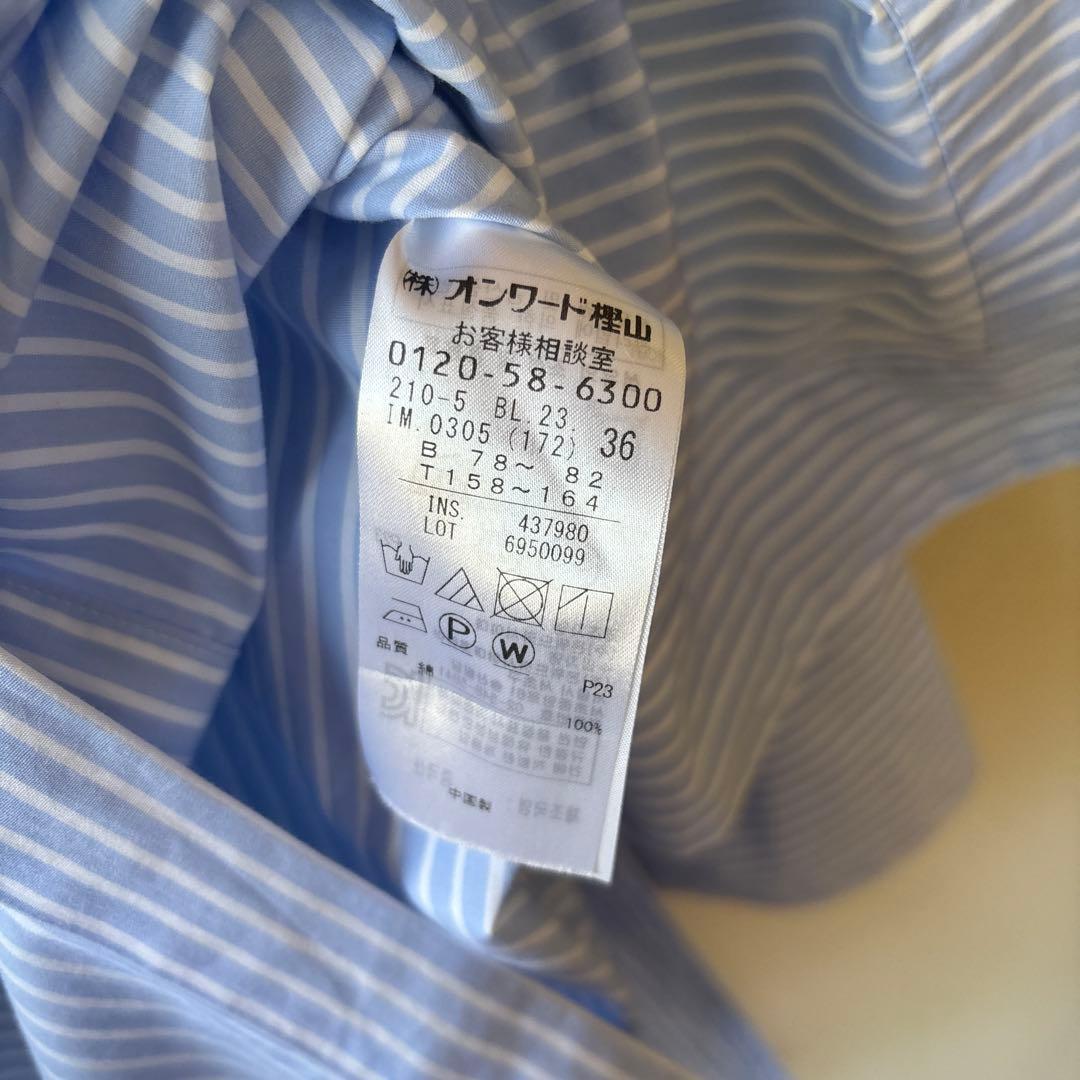 (株)オンワード樫山
お客様相談室
0120-58-6300
210-5 BL.23. 36
IM.0305 (172)
B 78～ 82
T158～164
INS. 437980
LOT 6950099
P W
品質
綿
P23
100%
中国製